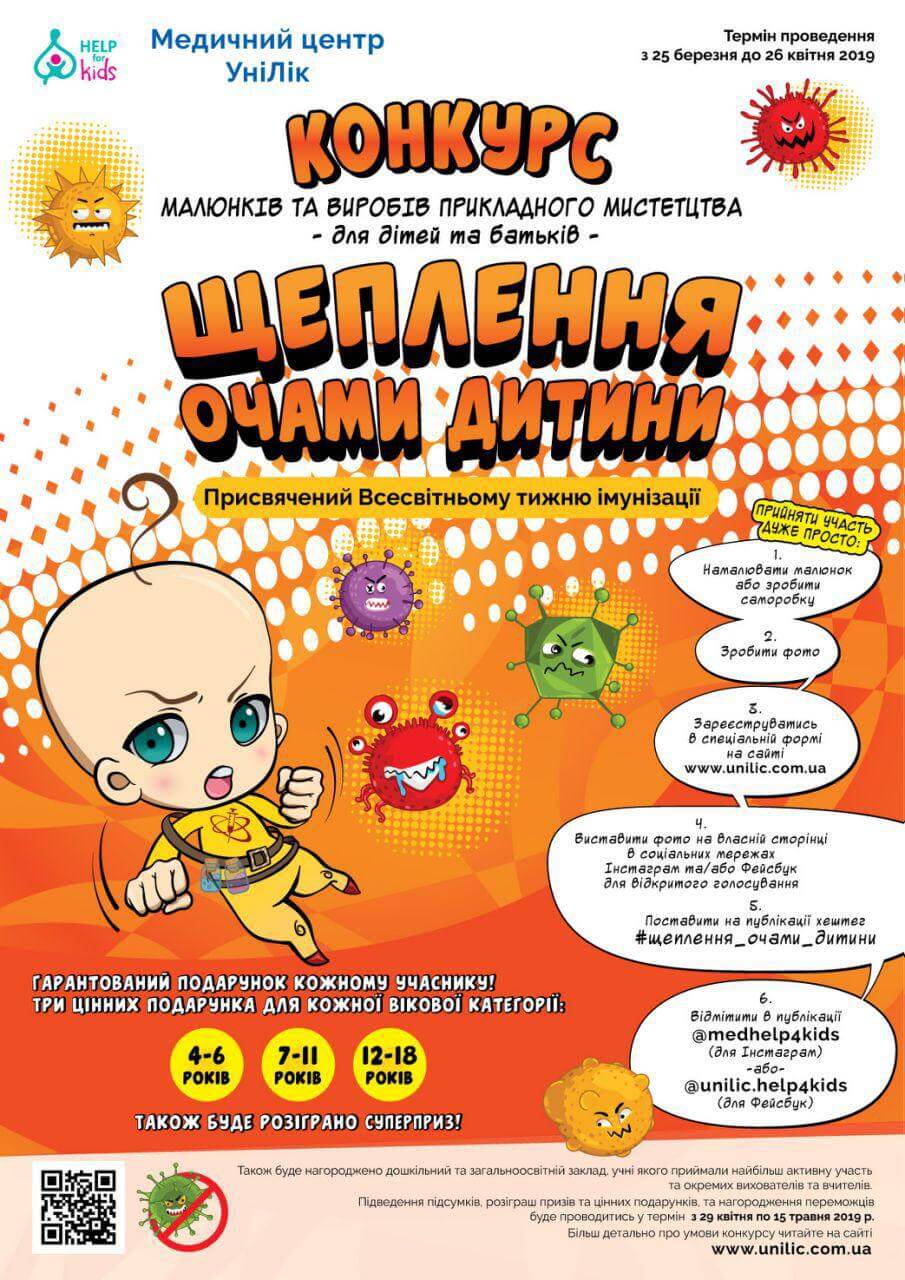 HELP
for
kids
Медичний центр
УніЛік
Термін проведення
з 25 березня до 26 квітня 2019
КОНКУРС
МАЛЮНКІВ ТА ВИРОБІВ ПРИКЛАДНОГО МИСТЕТЦТВА
- для дітей та батьків -
ЩЕПЛЕННЯ
ОЧАМИ ДИТИНИ
Присвячений Всесвітньому тижню імунізації
ПРИЙНЯТИ УЧАСТЬ
ДУЖЕ ПРОСТО:
1.
Намалювати малюнок
або зробити
саморобку
2.
Зробити фото
3.
Зареєструватись
в спеціальній формі
на сайті
www.unilic.com.ua
4.
Виставити фото на власній сторінці
в соціальних мережах
Інстаграм та/або Фейсбук
для відкритого голосування
5.
Поставити на публікації хештег
#щеплення_очами_дитини
6.
Відмітити в публікації
@medhelp4kids
(для Інстаграм)
-або-
@unilic.help4kids
(для Фейсбук)
ГАРАНТОВАНИЙ ПОДАРУНОК КОЖНОМУ УЧАСНИКУ!
ТРИ ЦІННИХ ПОДАРУНКА ДЛЯ КОЖНОЇ ВІКОВОЇ КАТЕГОРІЇ:
4-6
РОКІВ
7-11
РОКІВ
12-18
РОКІВ
ТАКОЖ БУДЕ РОЗІГРАНО СУПЕРПРИЗ!
Також буде нагороджено дошкільний та загальноосвітній заклад, учні якого приймали найбільш активну участь
та окремих вихователів та вчителів.
Підведення підсумків, розіграш призів та цінних подарунків, та нагородження переможців
буде проводитись у термін з 29 квітня по 15 травня 2019 р.
Більш детально про умови конкурсу читайте на сайті
www.unilic.com.ua